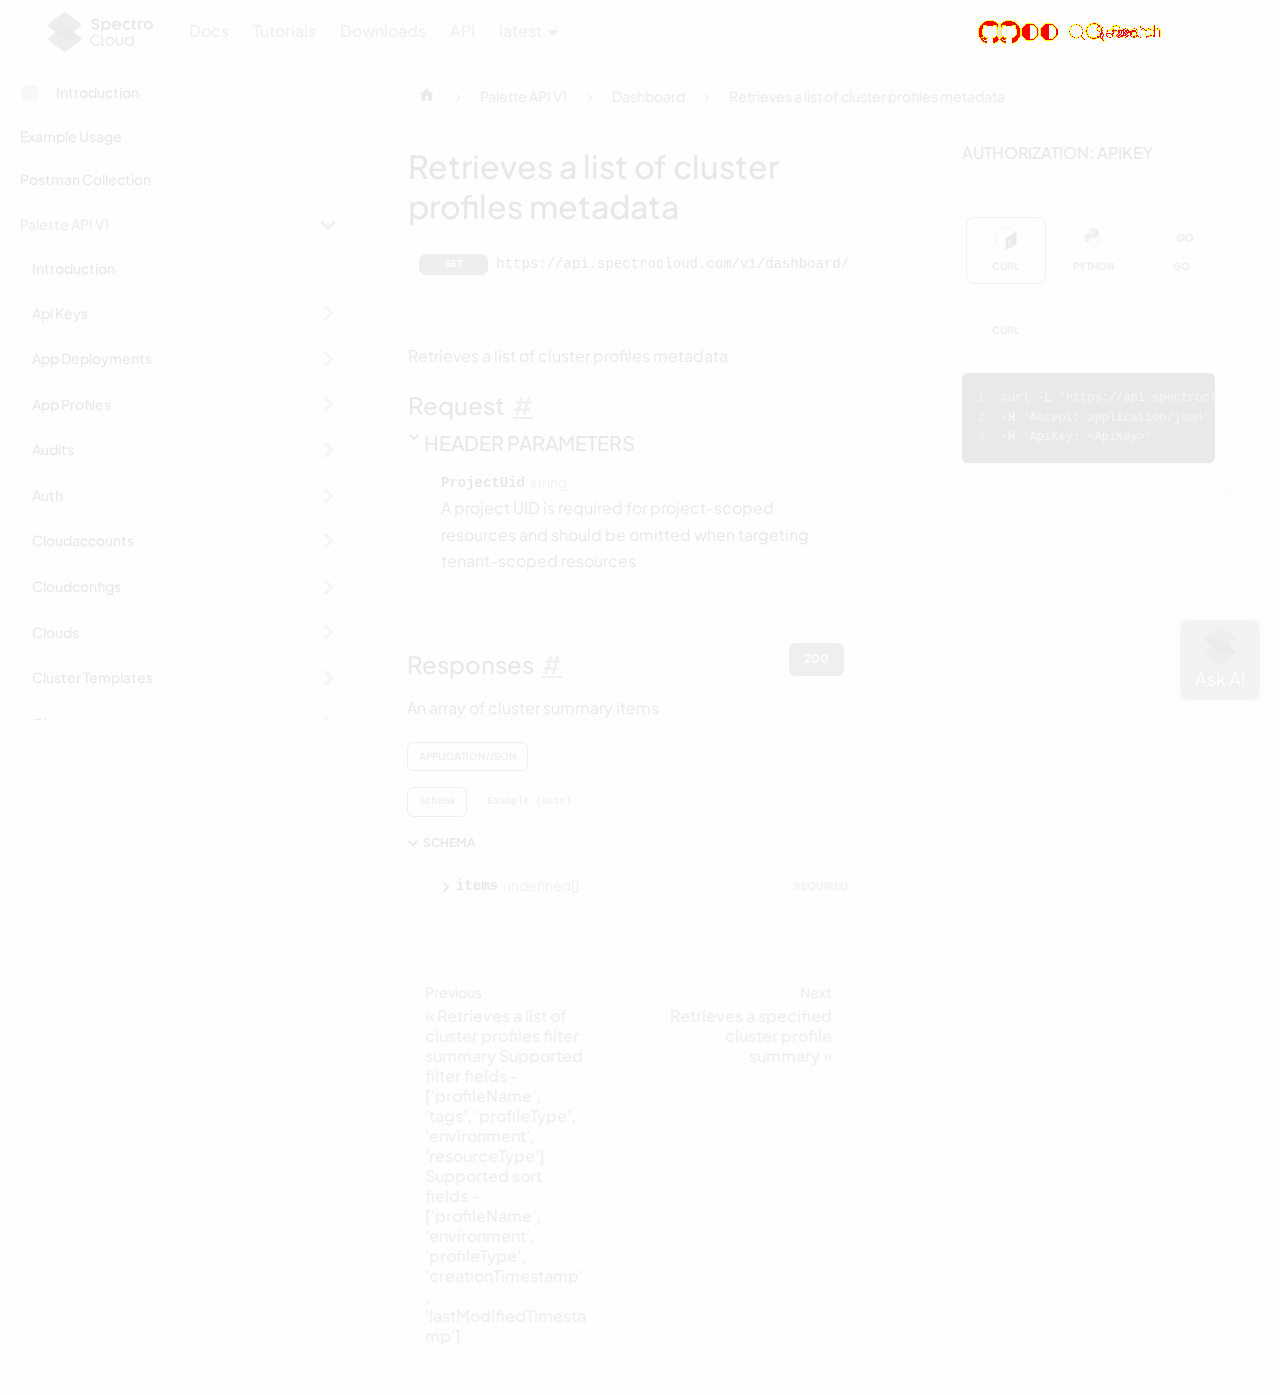 Spectro
Cloud
Docs
Tutorials
Downloads
API
latest
Search
Introduction
Example Usage
Postman Collection
Palette API V1
Introduction
Api Keys
App Deployments
App Profiles
Audits
Auth
Cloudaccounts
Cloudconfigs
Clouds
Cluster Templates
Palette API V1
Dashboard
Retrieves a list of cluster profiles metadata
Retrieves a list of cluster
profiles metadata
GET https://api.spectrocloud.com/v1/dashboard/
Retrieves a list of cluster profiles metadata
Request #
HEADER PARAMETERS
ProjectUid string
A project UID is required for project-scoped
resources and should be omitted when targeting
tenant-scoped resources
Responses #
200
An array of cluster summary items
APPLICATION/JSON
Schema
Example (auto)
SCHEMA
items undefined[]
REQUIRED
Previous
« Retrieves a list of
cluster profiles filter
summary Supported
filter fields -
['profileName',
'tags', 'profileType',
'environment',
'resourceType']
Supported sort
fields -
['profileName',
'environment',
'profileType',
'creationTimestamp'
,
'lastModifiedTimesta
mp']
Next
Retrieves a specified
cluster profile
summary »
AUTHORIZATION: APIKEY
CURL
PYTHON
GO
GO
CURL
1 curl -L 'https://api.spectrocl
2 -H 'Accept: application/json'
3 -H 'ApiKey: <ApiKey>'
Ask AI